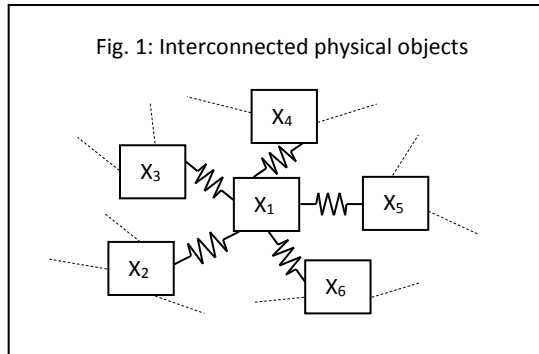 Fig. 1: Interconnected physical objects
X₄
X₃
X₁
X₅
X₂
X₆